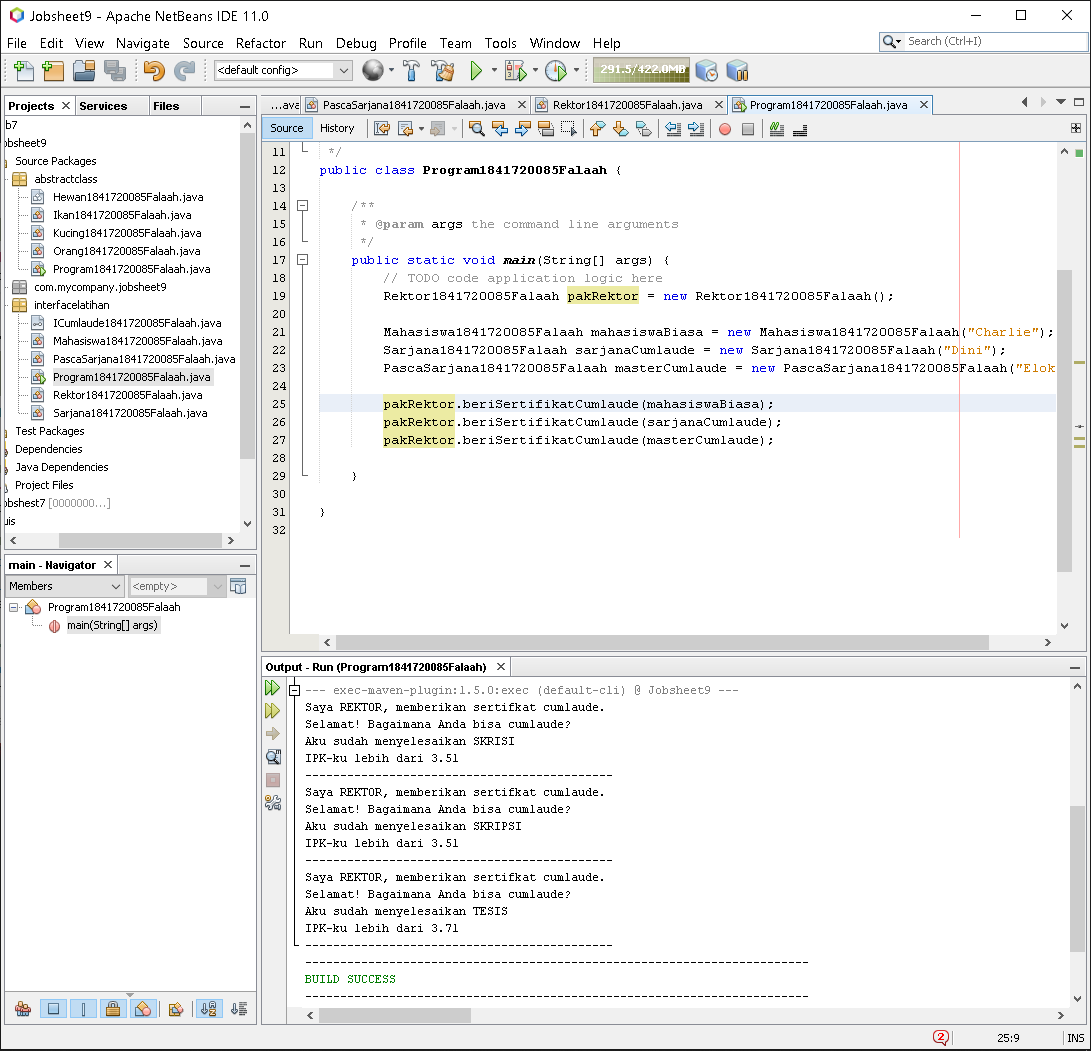 Jobsheet9 - Apache NetBeans IDE 11.0
File Edit View Navigate Source Refactor Run Debug Profile Team Tools Window Help
Search (Ctrl+I)
<default config>
291.5/422.0MB
Projects Services Files
b7
obsheet9
Source Packages
abstractclass
Hewan1841720085Falaah.java
Ikan1841720085Falaah.java
Kucing1841720085Falaah.java
Orang1841720085Falaah.java
Program1841720085Falaah.java
com.mycompany.jobsheet9
interfacelatihan
ICumlaude1841720085Falaah.java
Mahasiswa1841720085Falaah.java
PascaSarjana1841720085Falaah.java
Program1841720085Falaah.java
Rektor1841720085Falaah.java
Sarjana1841720085Falaah.java
Test Packages
Dependencies
Java Dependencies
Project Files
obshest7 [0000000...]
uis
main - Navigator
Members
<empty>
Program1841720085Falaah
main(String[] args)
...ava PascaSarjana1841720085Falaah.java Rektor1841720085Falaah.java Program1841720085Falaah.java
Source History
11 */
12 public class Program1841720085Falaah {
13
14 /**
15 * @param args the command line arguments
16 */
17 public static void main(String[] args) {
18 // TODO code application logic here
19 Rektor1841720085Falaah pakRektor = new Rektor1841720085Falaah();
20
21 Mahasiswa1841720085Falaah mahasiswaBiasa = new Mahasiswa1841720085Falaah("Charlie");
22 Sarjana1841720085Falaah sarjanaCumlaude = new Sarjana1841720085Falaah("Dini");
23 PascaSarjana1841720085Falaah masterCumlaude = new PascaSarjana1841720085Falaah("Elok
24
25 pakRektor.beriSertifikatCumlaude(mahasiswaBiasa);
26 pakRektor.beriSertifikatCumlaude(sarjanaCumlaude);
27 pakRektor.beriSertifikatCumlaude(masterCumlaude);
28
29 }
30
31 }
32
Output - Run (Program1841720085Falaah)
--- exec-maven-plugin:1.5.0:exec (default-cli) @ Jobsheet9 ---
Saya REKTOR, memberikan sertifkat cumlaude.
Selamat! Bagaimana Anda bisa cumlaude?
Aku sudah menyelesaikan SKRISI
IPK-ku lebih dari 3.51
--------------------------------------------
Saya REKTOR, memberikan sertifkat cumlaude.
Selamat! Bagaimana Anda bisa cumlaude?
Aku sudah menyelesaikan SKRIPSI
IPK-ku lebih dari 3.51
--------------------------------------------
Saya REKTOR, memberikan sertifkat cumlaude.
Selamat! Bagaimana Anda bisa cumlaude?
Aku sudah menyelesaikan TESIS
IPK-ku lebih dari 3.71
--------------------------------------------
------------------------------------------------------------------------
BUILD SUCCESS
------------------------------------------------------------------------
2
25:9
INS